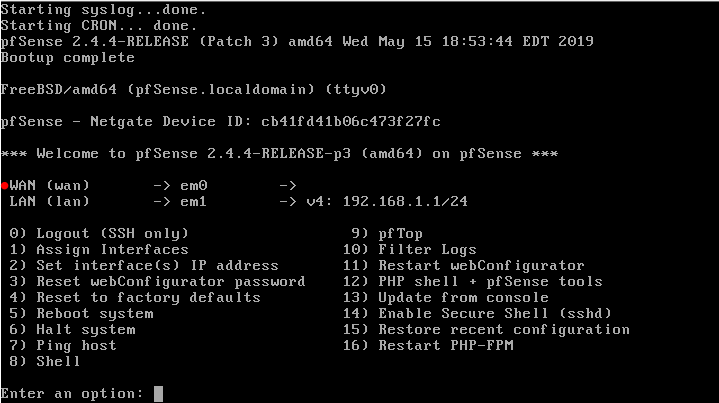 Starting syslog...done.
Starting CRON... done.
pfSense 2.4.4-RELEASE (Patch 3) amd64 Wed May 15 18:53:44 EDT 2019
Bootup complete
FreeBSD/amd64 (pfSense.localdomain) (ttyv0)
pfSense - Netgate Device ID: cb41fd41b06c473f27fc
*** Welcome to pfSense 2.4.4-RELEASE-p3 (amd64) on pfSense ***
WAN (wan)       -> em0        ->
LAN (lan)       -> em1        -> v4: 192.168.1.1/24
0) Logout (SSH only)                  9) pfTop
1) Assign Interfaces                 10) Filter Logs
2) Set interface(s) IP address       11) Restart webConfigurator
3) Reset webConfigurator password    12) PHP shell + pfSense tools
4) Reset to factory defaults         13) Update from console
5) Reboot system                     14) Enable Secure Shell (sshd)
6) Halt system                       15) Restore recent configuration
7) Ping host                         16) Restart PHP-FPM
8) Shell
Enter an option: